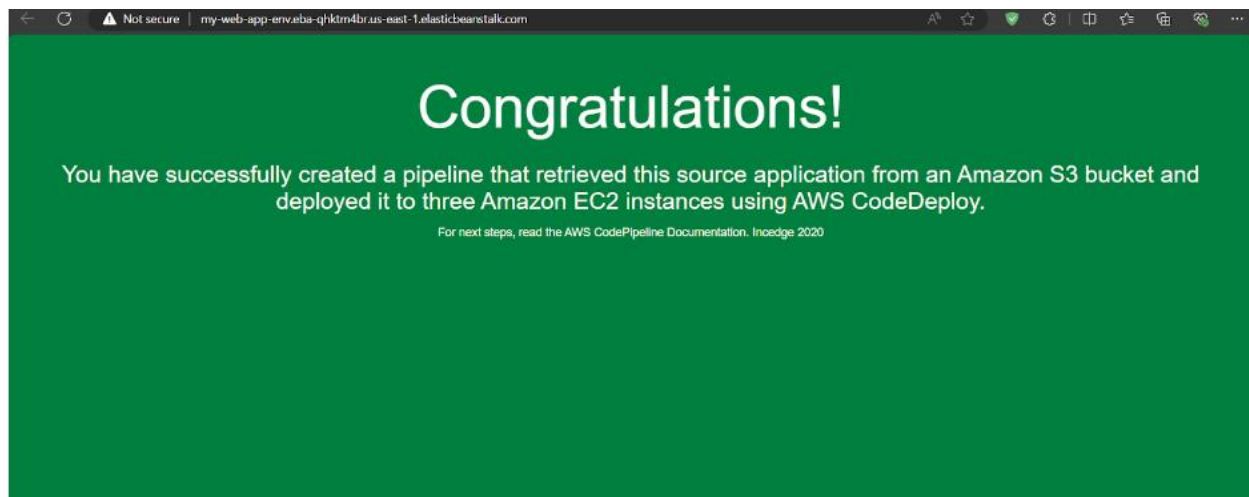 Not secure
my-web-app-env.eba-qhktm4br.us-east-1.elasticbeanstalk.com
Congratulations!
You have successfully created a pipeline that retrieved this source application from an Amazon S3 bucket and
deployed it to three Amazon EC2 instances using AWS CodeDeploy.
For next steps, read the AWS CodePipeline Documentation. Incedge 2020